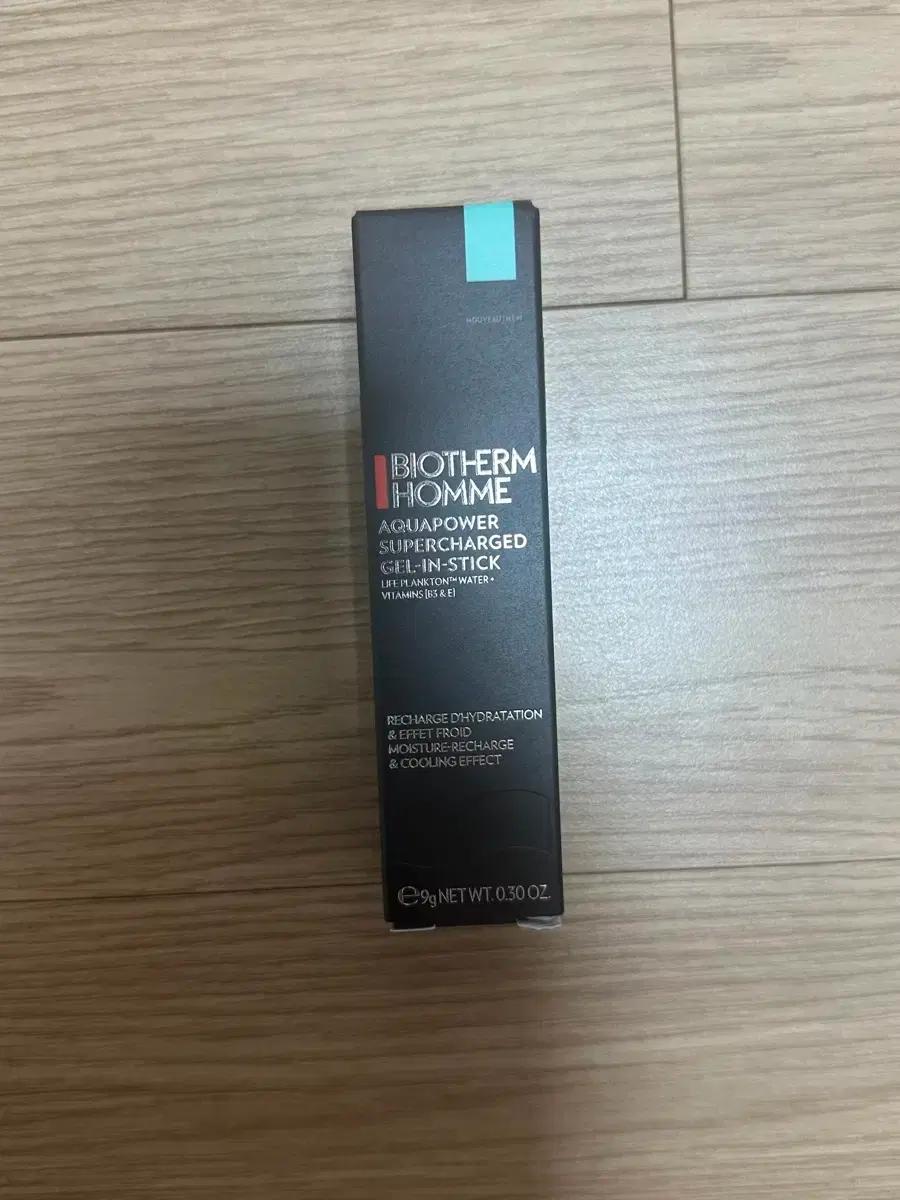 NOUVEAU | NEW
BIOTHERM
HOMME
AQUAPOWER
SUPERCHARGED
GEL-IN-STICK
LIFE PLANKTON™ WATER +
VITAMINS [B3 & E]
RECHARGE D'HYDRATATION
& EFFET FROID
MOISTURE-RECHARGE
& COOLING EFFECT
℮9g NET WT. 0.30 OZ.